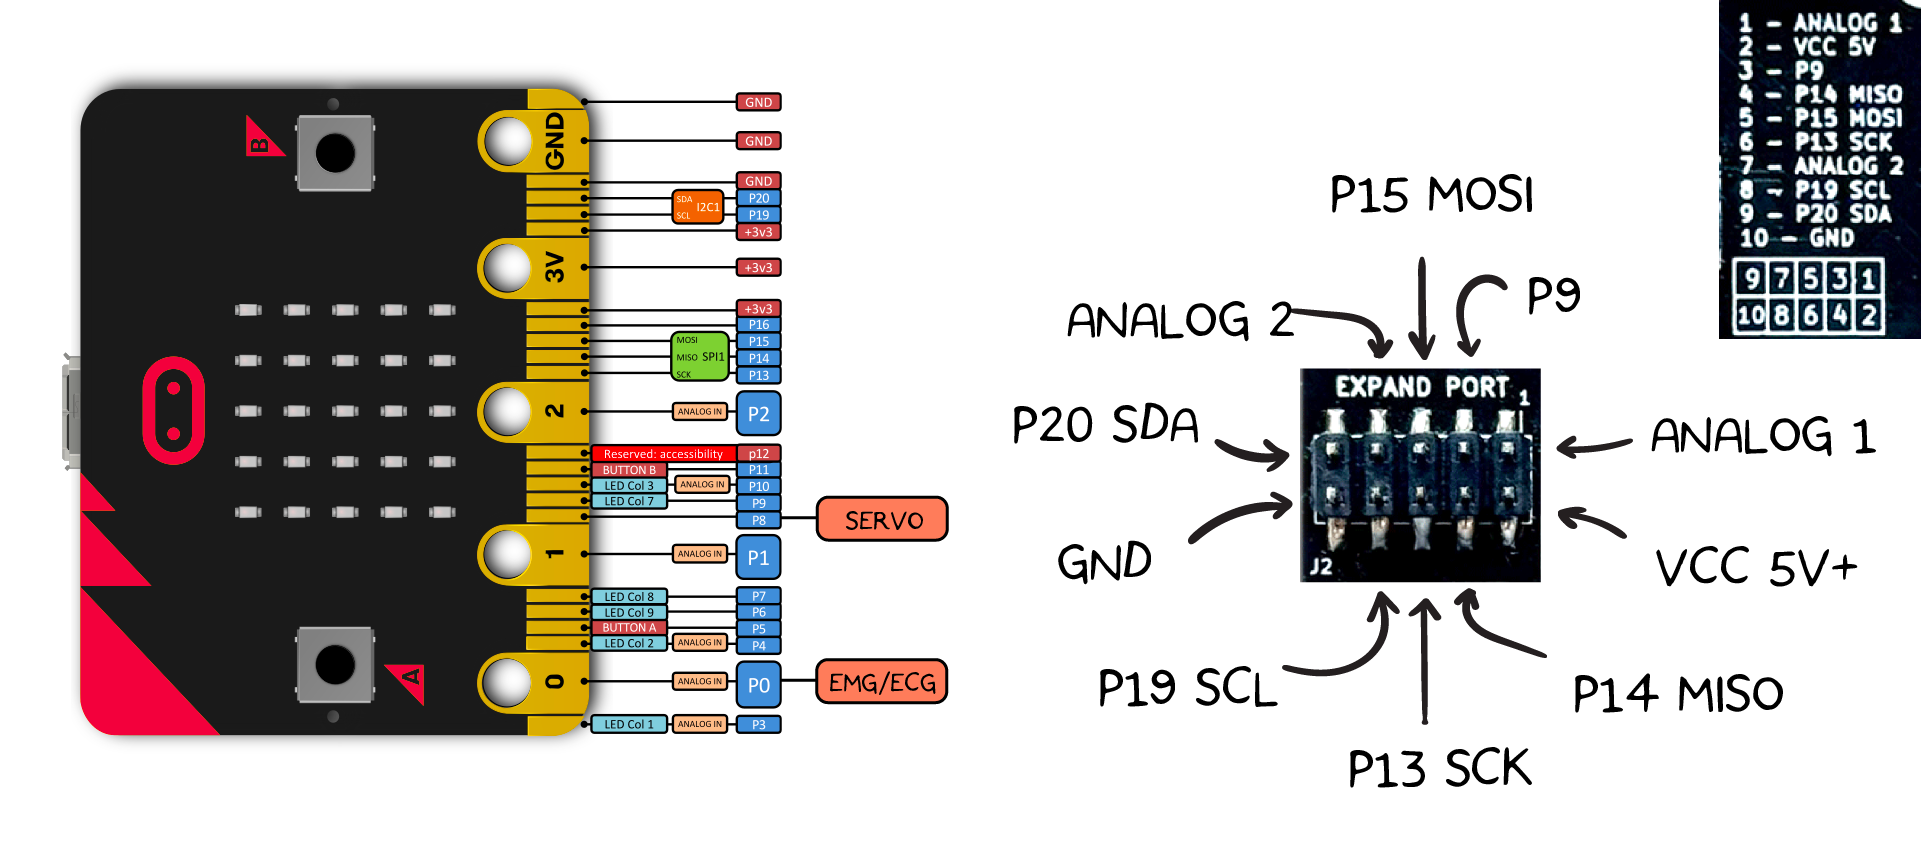 B
GND
3V
2
1
0
A
GND
GND
GND
SDA I2C1 P20
SCL P19
+3v3
+3v3
+3v3
P16
MOSI P15
MISO SPI1 P14
SCK P13
ANALOG IN P2
Reserved: accessibility p12
BUTTON B P11
LED Col 3 ANALOG IN P10
LED Col 7 P9
P8 SERVO
ANALOG IN P1
LED Col 8 P7
LED Col 9 P6
BUTTON A P5
LED Col 2 ANALOG IN P4
ANALOG IN P0 EMG/ECG
LED Col 1 ANALOG IN P3
P15 MOSI
ANALOG 2
P9
P20 SDA
ANALOG 1
EXPAND PORT
1
J2
GND
VCC 5V+
P19 SCL
P14 MISO
P13 SCK
1 - ANALOG 1
2 - VCC 5V
3 - P9
4 - P14 MISO
5 - P15 MOSI
6 - P13 SCK
7 - ANALOG 2
8 - P19 SCL
9 - P20 SDA
10 - GND
9 7 5 3 1
10 8 6 4 2